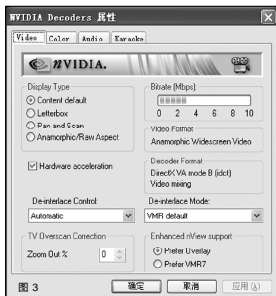 NVIDIA Decoders 属性
Video Color Audio Karaoke
NVIDIA.
Display Type
Content default
Letterbox
Pan and Scan
Anamorphic/Raw Aspect
Bitrate (Mbps)
0 2 4 6 8 10
Video Format
Anamorphic Widescreen Video
Hardware acceleration
Decoder Format
DirectX VA mode B (idct)
Video mixing
De-interlace Control:
Automatic
De-interlace Mode:
VMR default
TV Overscan Correction
Zoom Out % 0
Enhanced nView support
Prefer Overlay
Prefer VMR7
图 3
确定 取消 应用(A)